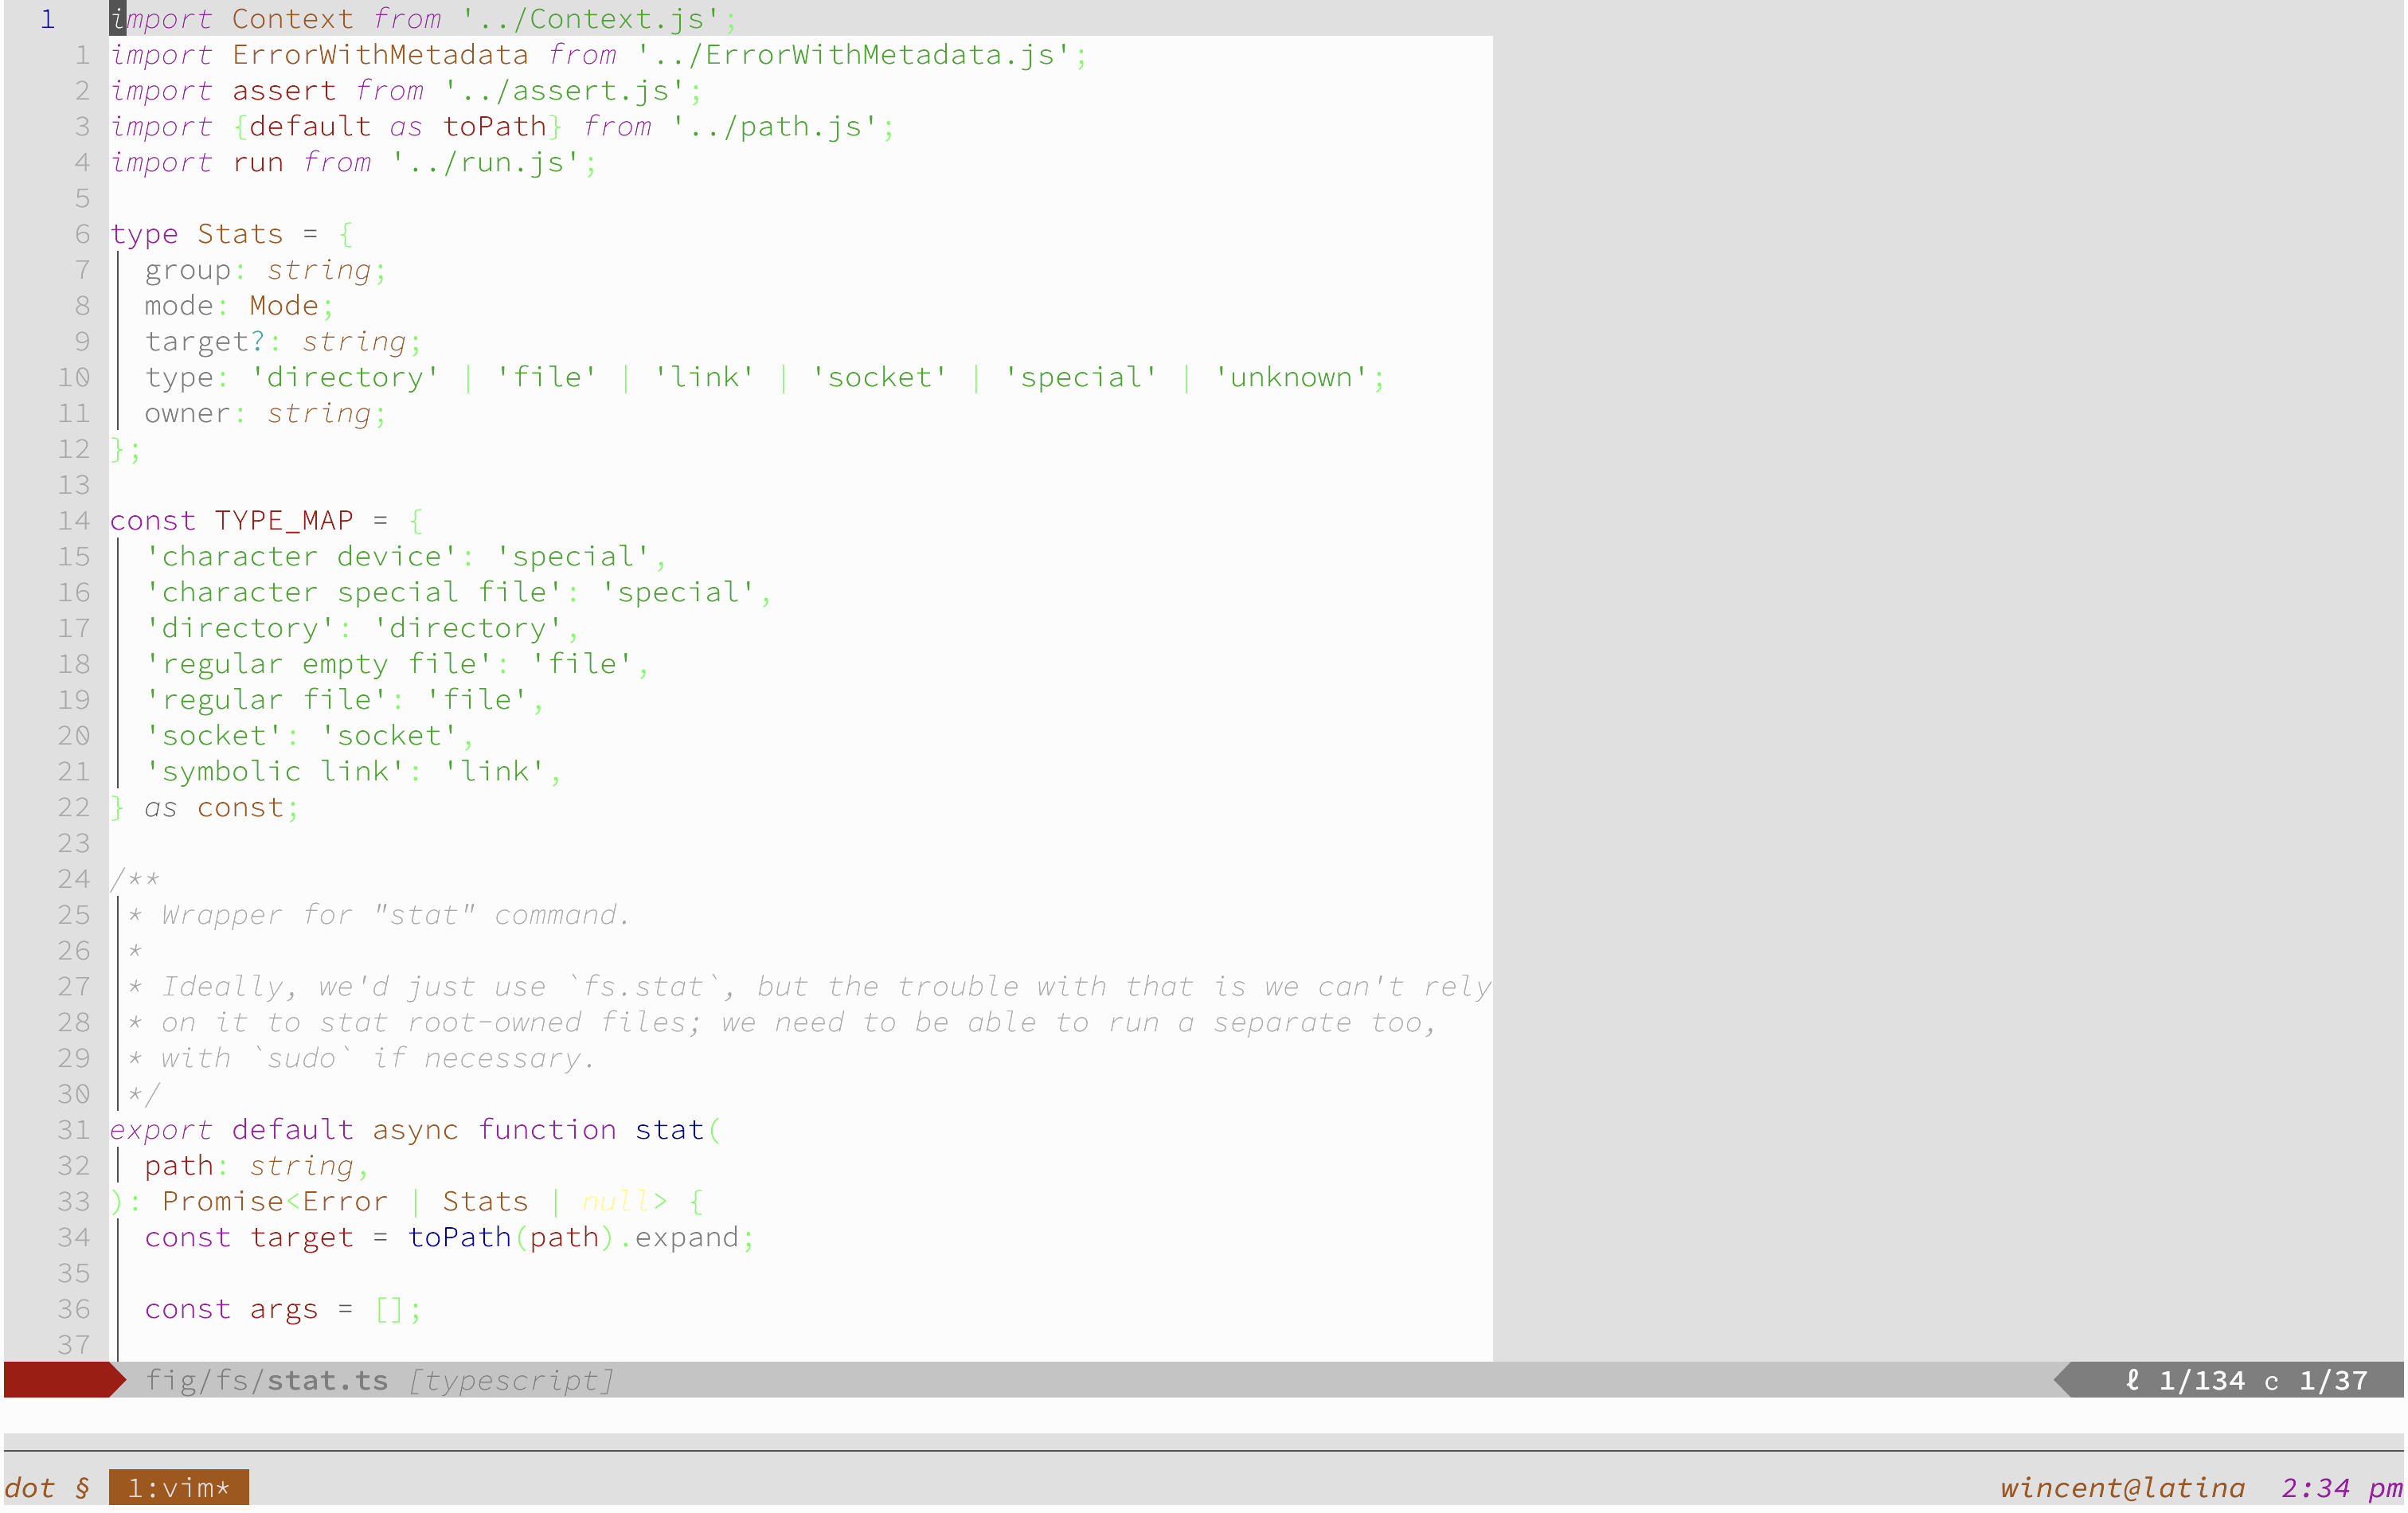 1 import Context from '../Context.js';
1 import ErrorWithMetadata from '../ErrorWithMetadata.js';
2 import assert from '../assert.js';
3 import {default as toPath} from '../path.js';
4 import run from '../run.js';
5
6 type Stats = {
7   group: string;
8   mode: Mode;
9   target?: string;
10   type: 'directory' | 'file' | 'link' | 'socket' | 'special' | 'unknown';
11   owner: string;
12 };
13
14 const TYPE_MAP = {
15   'character device': 'special',
16   'character special file': 'special',
17   'directory': 'directory',
18   'regular empty file': 'file',
19   'regular file': 'file',
20   'socket': 'socket',
21   'symbolic link': 'link',
22 } as const;
23
24 /**
25  * Wrapper for "stat" command.
26  *
27  * Ideally, we'd just use `fs.stat`, but the trouble with that is we can't rely
28  * on it to stat root-owned files; we need to be able to run a separate too,
29  * with `sudo` if necessary.
30  */
31 export default async function stat(
32   path: string,
33 ): Promise<Error | Stats | null> {
34   const target = toPath(path).expand;
35
36   const args = [];
37
fig/fs/stat.ts [typescript] ℓ 1/134 c 1/37
dot § 1:vim* wincent@latina 2:34 pm